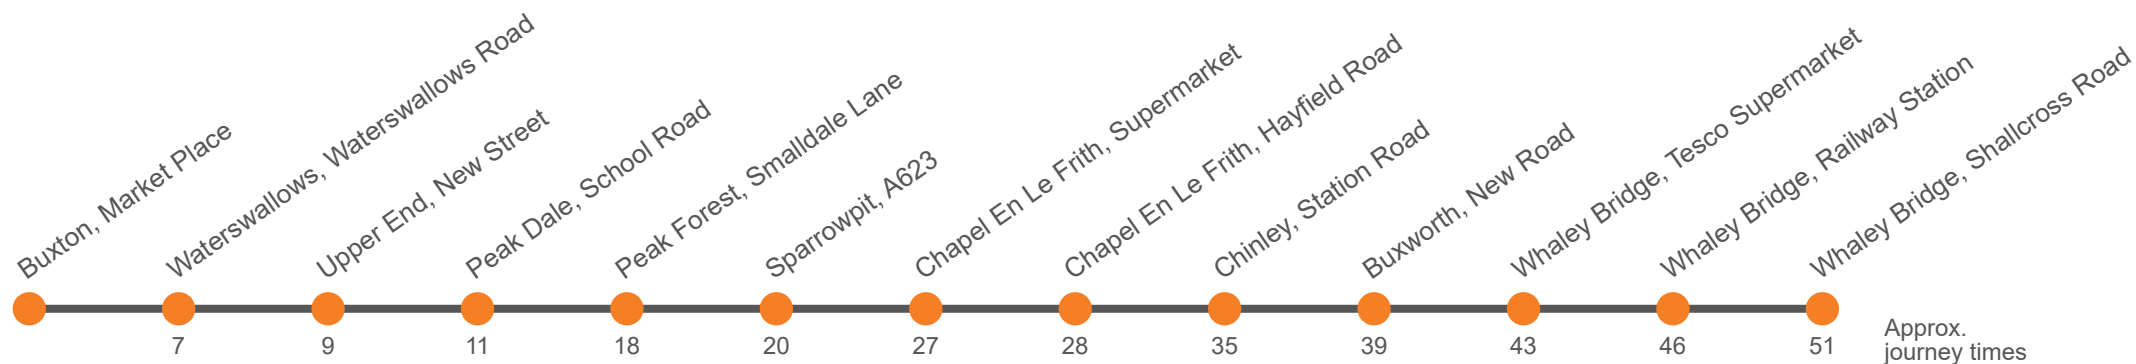 Buxton, Market Place
Waterswallows, Waterswallows Road
Upper End, New Street
Peak Dale, School Road
Peak Forest, Smalldale Lane
Sparrowpit, A623
Chapel En Le Frith, Supermarket
Chapel En Le Frith, Hayfield Road
Chinley, Station Road
Buxworth, New Road
Whaley Bridge, Tesco Supermarket
Whaley Bridge, Railway Station
Whaley Bridge, Shallcross Road
7 9 11 18 20 27 28 35 39 43 46 51
Approx.
journey times